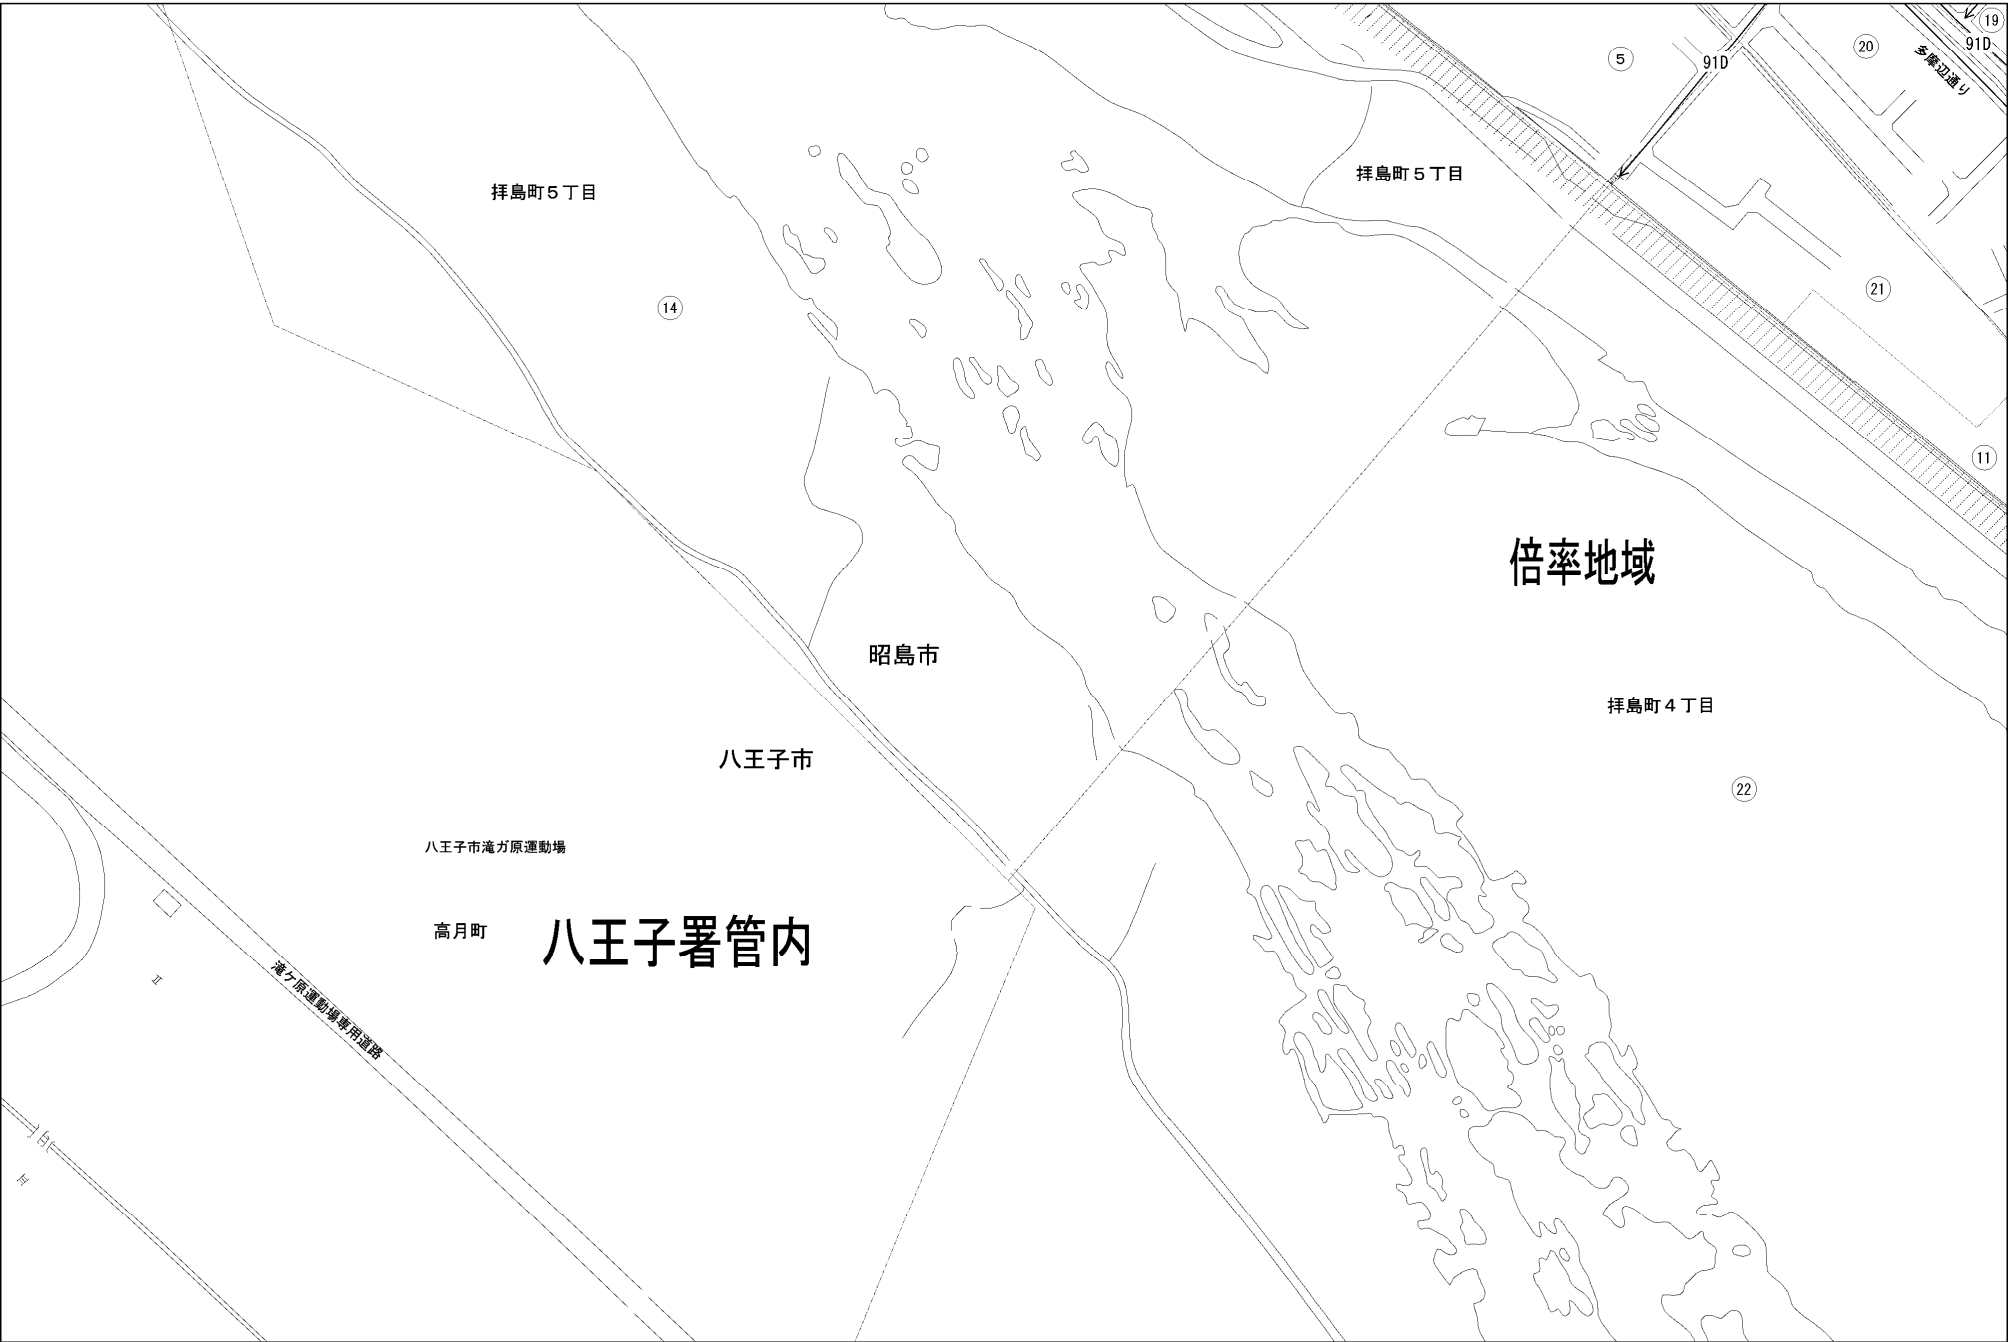 19
91D
20
多摩辺通り
5
91D
拝島町5丁目
拝島町5丁目
21
14
11
倍率地域
昭島市
拝島町4丁目
八王子市
22
八王子市滝ガ原運動場
高月町
八王子署管内
滝ケ原運動場専用道路